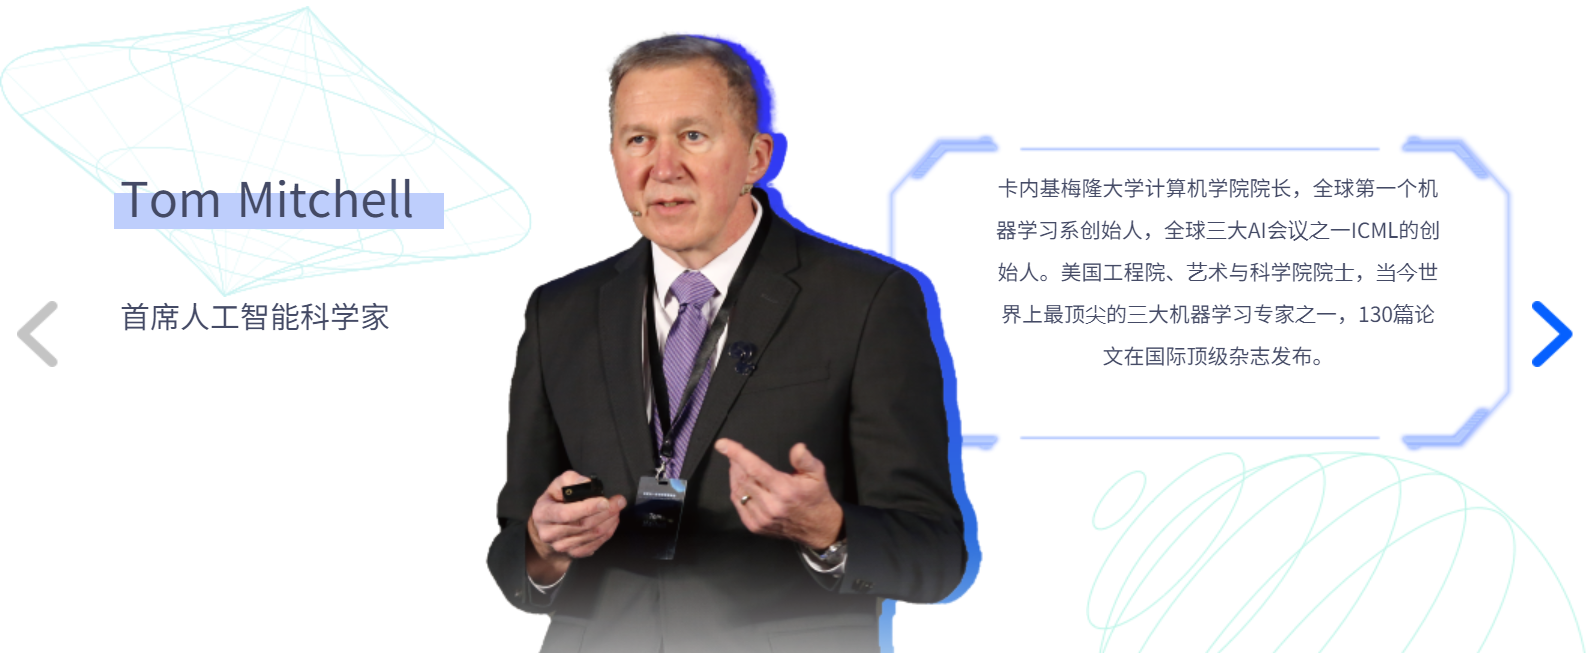 Tom Mitchell
首席人工智能科学家
卡内基梅隆大学计算机学院院长，全球第一个机
器学习系创始人，全球三大AI会议之一ICML的创
始人。美国工程院、艺术与科学院院士，当今世
界上最顶尖的三大机器学习专家之一，130篇论
文在国际顶级杂志发布。